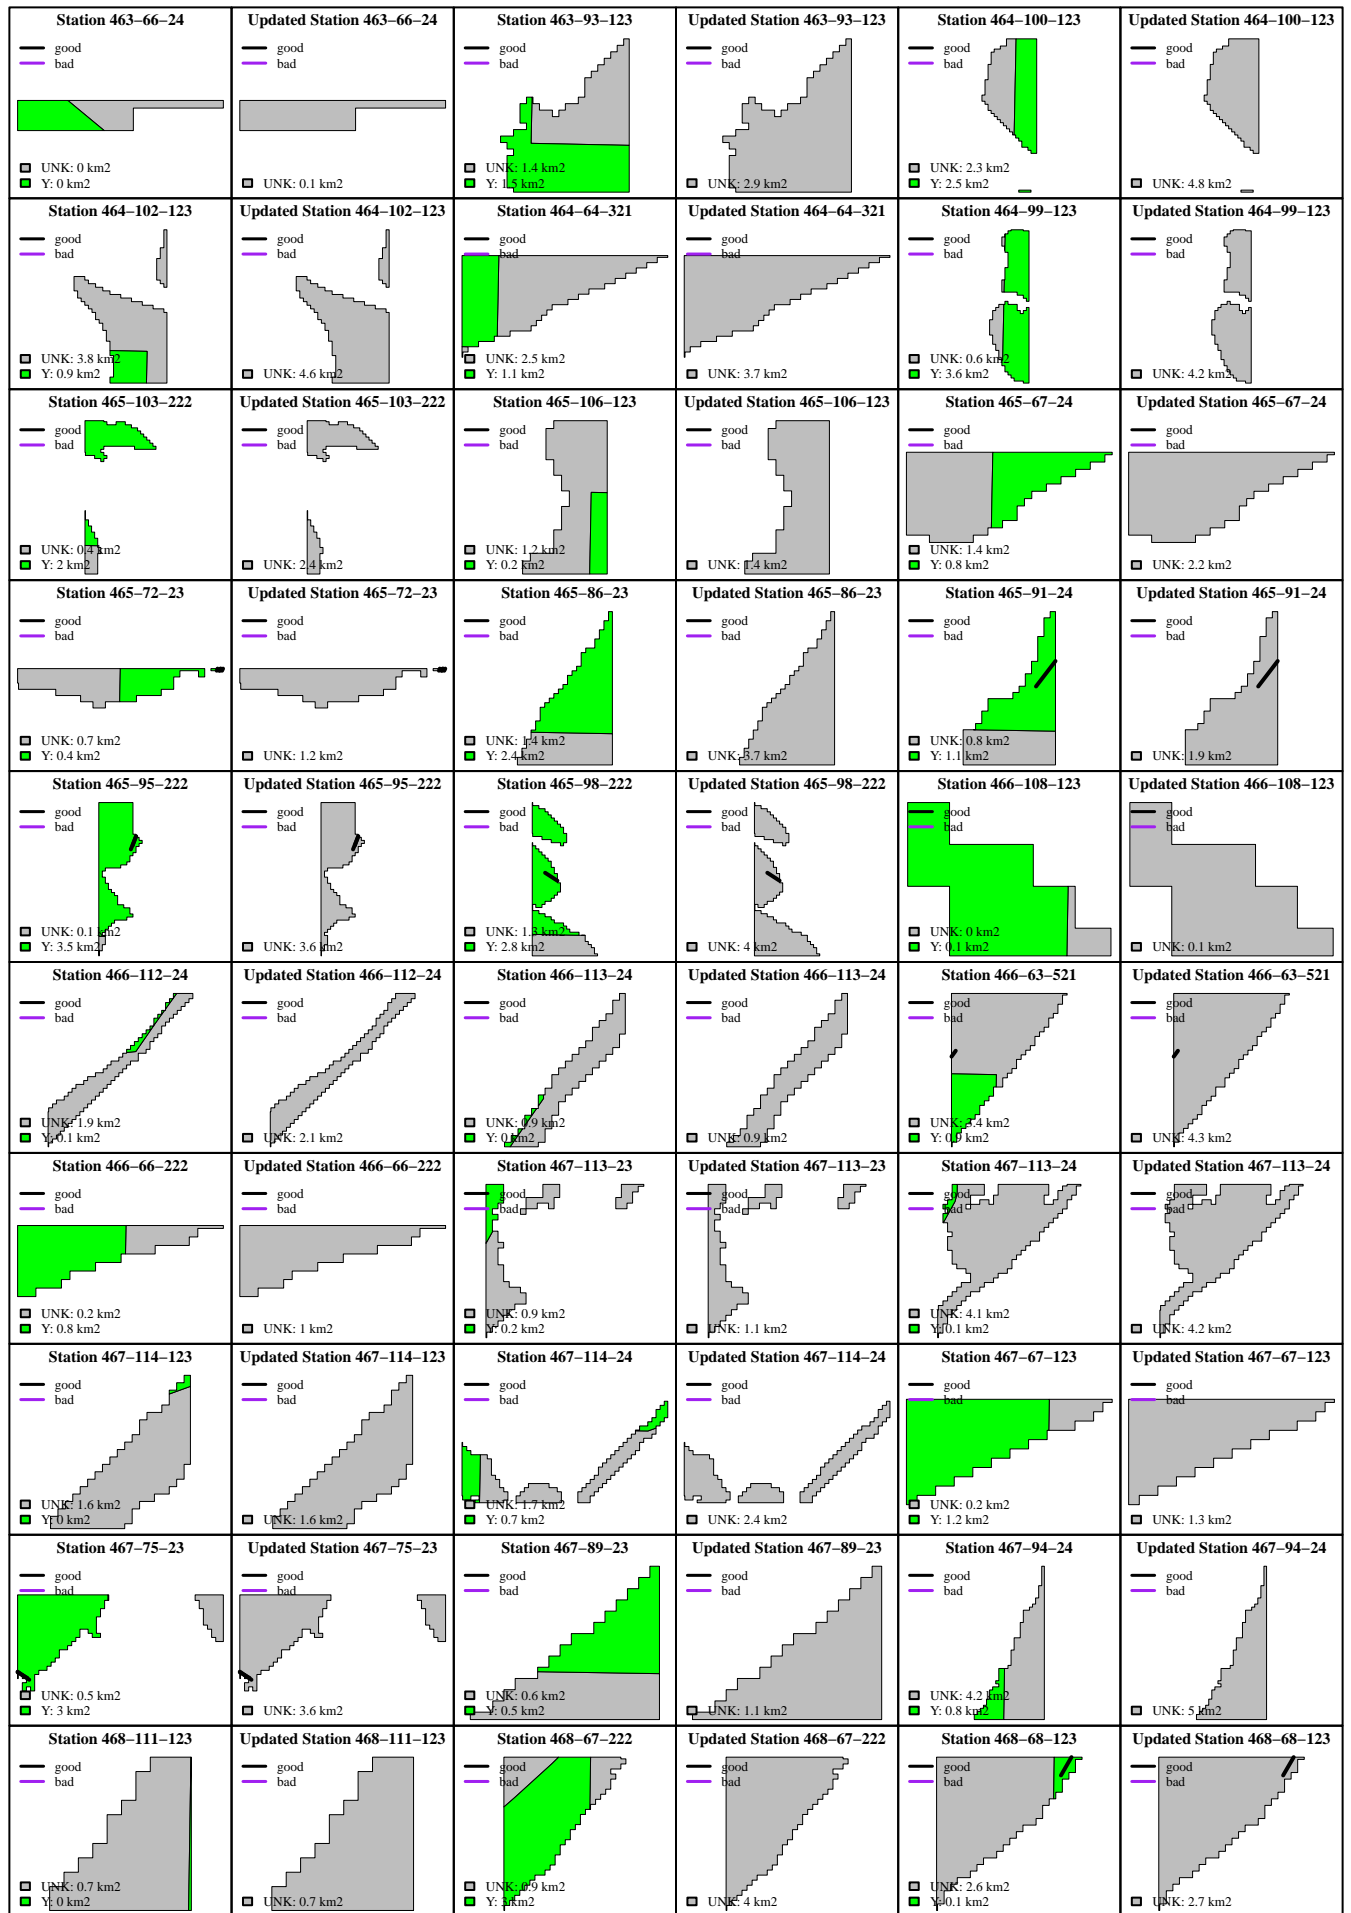 Station 463–66–24
good
bad
UNK: 0 km2
Y: 0 km2
Updated Station 463–66–24
good
bad
UNK: 0.1 km2
Station 463–93–123
good
bad
UNK: 1.4 km2
Y: 1.5 km2
Updated Station 463–93–123
good
bad
UNK: 2.9 km2
Station 464–100–123
good
bad
UNK: 2.3 km2
Y: 2.5 km2
Updated Station 464–100–123
good
bad
UNK: 4.8 km2
Station 464–102–123
good
bad
UNK: 3.8 km2
Y: 0.9 km2
Updated Station 464–102–123
good
bad
UNK: 4.6 km2
Station 464–64–321
good
bad
UNK: 2.5 km2
Y: 1.1 km2
Updated Station 464–64–321
good
bad
UNK: 3.7 km2
Station 464–99–123
good
bad
UNK: 0.6 km2
Y: 3.6 km2
Updated Station 464–99–123
good
bad
UNK: 4.2 km2
Station 465–103–222
good
bad
UNK: 0.4 km2
Y: 2 km2
Updated Station 465–103–222
good
bad
UNK: 2.4 km2
Station 465–106–123
good
bad
UNK: 1.2 km2
Y: 0.2 km2
Updated Station 465–106–123
good
bad
UNK: 1.4 km2
Station 465–67–24
good
bad
UNK: 1.4 km2
Y: 0.8 km2
Updated Station 465–67–24
good
bad
UNK: 2.2 km2
Station 465–72–23
good
bad
UNK: 0.7 km2
Y: 0.4 km2
Updated Station 465–72–23
good
bad
UNK: 1.2 km2
Station 465–86–23
good
bad
UNK: 1.4 km2
Y: 2.4 km2
Updated Station 465–86–23
good
bad
UNK: 3.7 km2
Station 465–91–24
good
bad
UNK: 0.8 km2
Y: 1.1 km2
Updated Station 465–91–24
good
bad
UNK: 1.9 km2
Station 465–95–222
good
bad
UNK: 0.1 km2
Y: 3.5 km2
Updated Station 465–95–222
good
bad
UNK: 3.6 km2
Station 465–98–222
good
bad
UNK: 1.3 km2
Y: 2.8 km2
Updated Station 465–98–222
good
bad
UNK: 4 km2
Station 466–108–123
good
bad
UNK: 0 km2
Y: 0.1 km2
Updated Station 466–108–123
good
bad
UNK: 0.1 km2
Station 466–112–24
good
bad
UNK: 1.9 km2
Y: 0.1 km2
Updated Station 466–112–24
good
bad
UNK: 2.1 km2
Station 466–113–24
good
bad
UNK: 0.9 km2
Y: 0 km2
Updated Station 466–113–24
good
bad
UNK: 0.9 km2
Station 466–63–521
good
bad
UNK: 3.4 km2
Y: 0.9 km2
Updated Station 466–63–521
good
bad
UNK: 4.3 km2
Station 466–66–222
good
bad
UNK: 0.2 km2
Y: 0.8 km2
Updated Station 466–66–222
good
bad
UNK: 1 km2
Station 467–113–23
good
bad
UNK: 0.9 km2
Y: 0.2 km2
Updated Station 467–113–23
good
bad
UNK: 1.1 km2
Station 467–113–24
good
bad
UNK: 4.1 km2
Y: 0.1 km2
Updated Station 467–113–24
good
bad
UNK: 4.2 km2
Station 467–114–123
good
bad
UNK: 1.6 km2
Y: 0 km2
Updated Station 467–114–123
good
bad
UNK: 1.6 km2
Station 467–114–24
good
bad
UNK: 1.7 km2
Y: 0.7 km2
Updated Station 467–114–24
good
bad
UNK: 2.4 km2
Station 467–67–123
good
bad
UNK: 0.2 km2
Y: 1.2 km2
Updated Station 467–67–123
good
bad
UNK: 1.3 km2
Station 467–75–23
good
bad
UNK: 0.5 km2
Y: 3 km2
Updated Station 467–75–23
good
bad
UNK: 3.6 km2
Station 467–89–23
good
bad
UNK: 0.6 km2
Y: 0.5 km2
Updated Station 467–89–23
good
bad
UNK: 1.1 km2
Station 467–94–24
good
bad
UNK: 4.2 km2
Y: 0.8 km2
Updated Station 467–94–24
good
bad
UNK: 5 km2
Station 468–111–123
good
bad
UNK: 0.7 km2
Y: 0 km2
Updated Station 468–111–123
good
bad
UNK: 0.7 km2
Station 468–67–222
good
bad
UNK: 0.9 km2
Y: 3 km2
Updated Station 468–67–222
good
bad
UNK: 4 km2
Station 468–68–123
good
bad
UNK: 2.6 km2
Y: 0.1 km2
Updated Station 468–68–123
good
bad
UNK: 2.7 km2